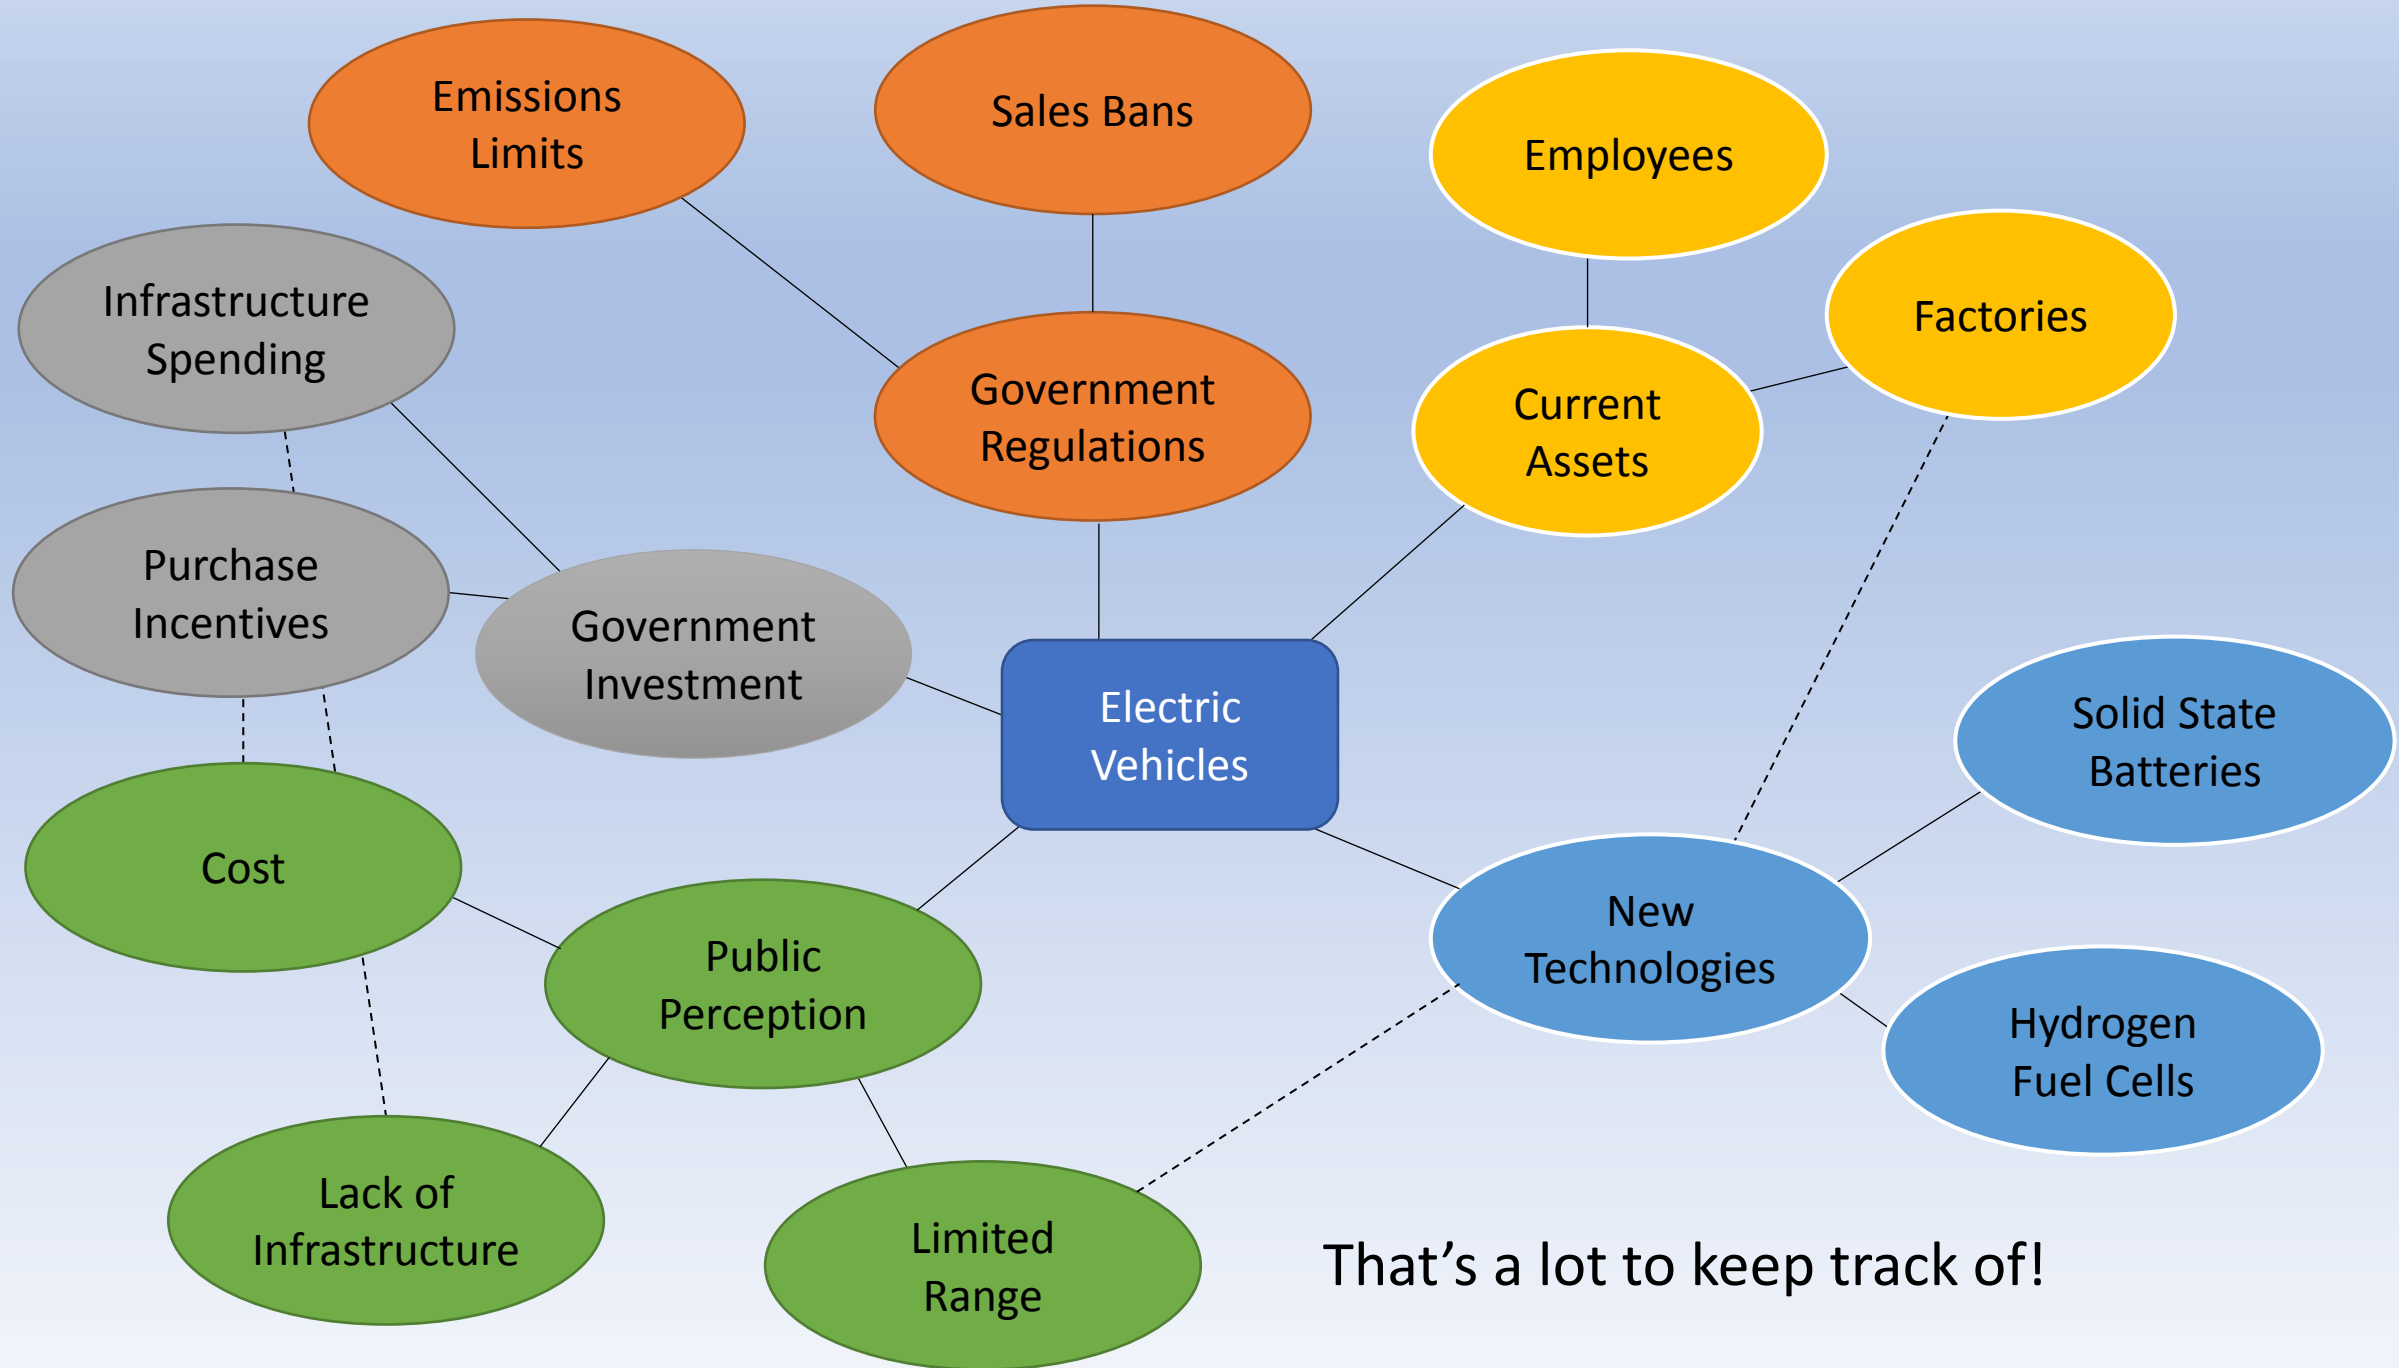 Emissions
Limits
Sales Bans
Employees
Infrastructure
Spending
Factories
Government
Regulations
Current
Assets
Purchase
Incentives
Government
Investment
Electric
Vehicles
Solid State
Batteries
Cost
New
Technologies
Public
Perception
Hydrogen
Fuel Cells
Lack of
Infrastructure
Limited
Range
That’s a lot to keep track of!